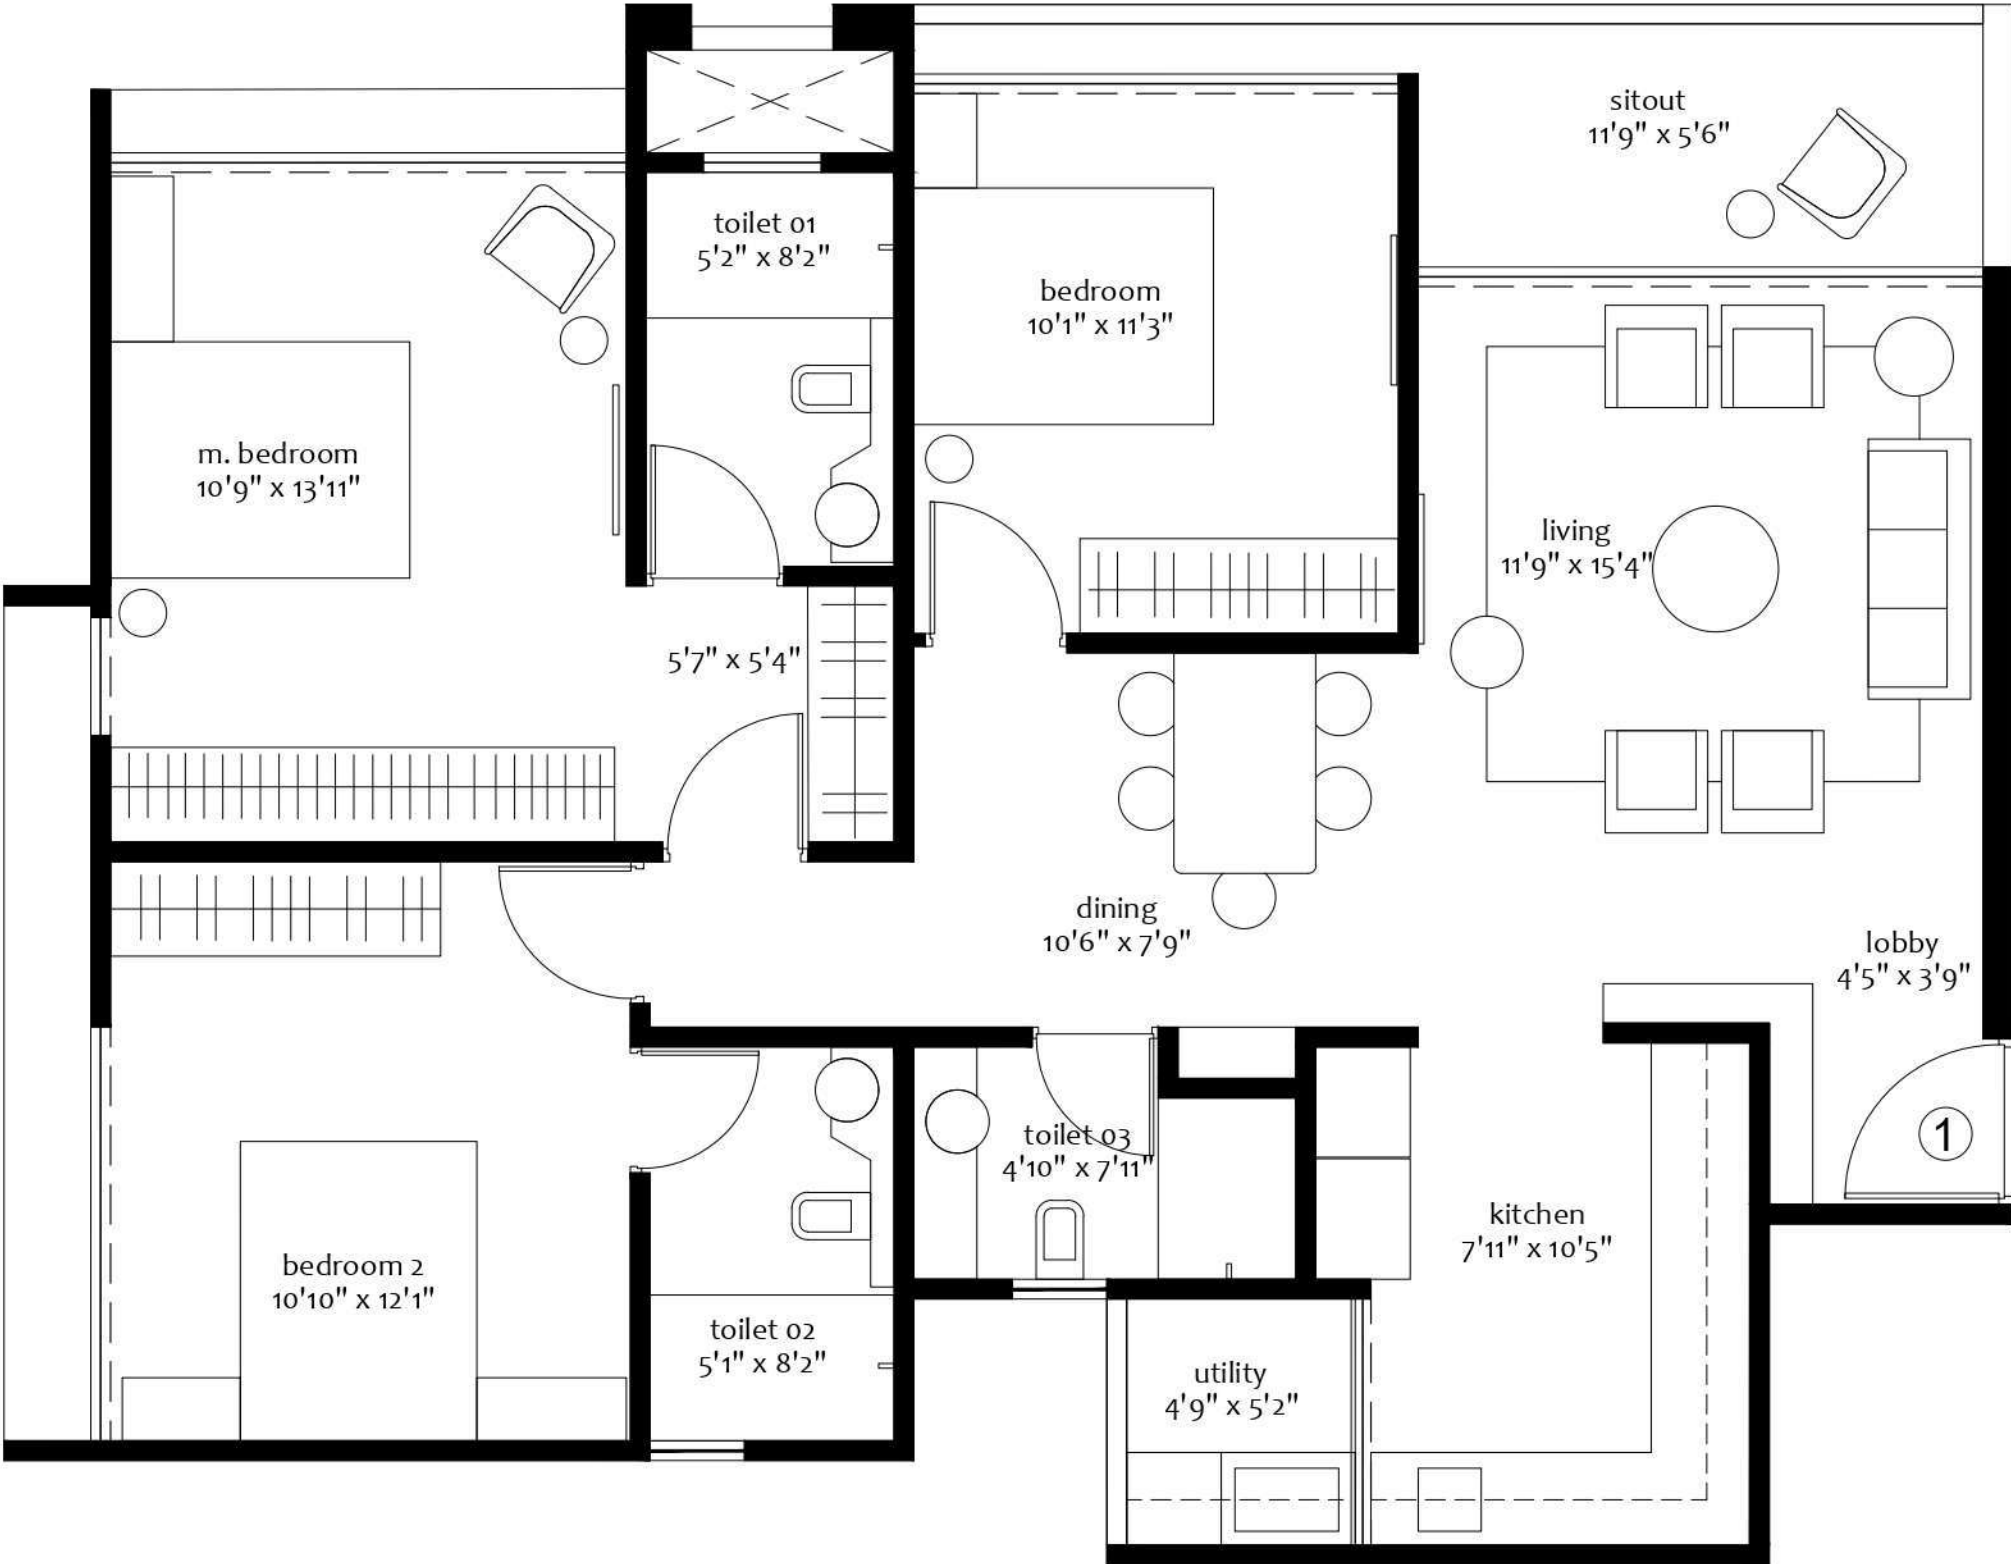 sitout
11'9" x 5'6"
toilet 01
5'2" x 8'2"
bedroom
10'1" x 11'3"
m. bedroom
10'9" x 13'11"
living
11'9" x 15'4"
5'7" x 5'4"
dining
10'6" x 7'9"
lobby
4'5" x 3'9"
toilet 03
4'10" x 7'11"
1
kitchen
7'11" x 10'5"
bedroom 2
10'10" x 12'1"
toilet 02
5'1" x 8'2"
utility
4'9" x 5'2"